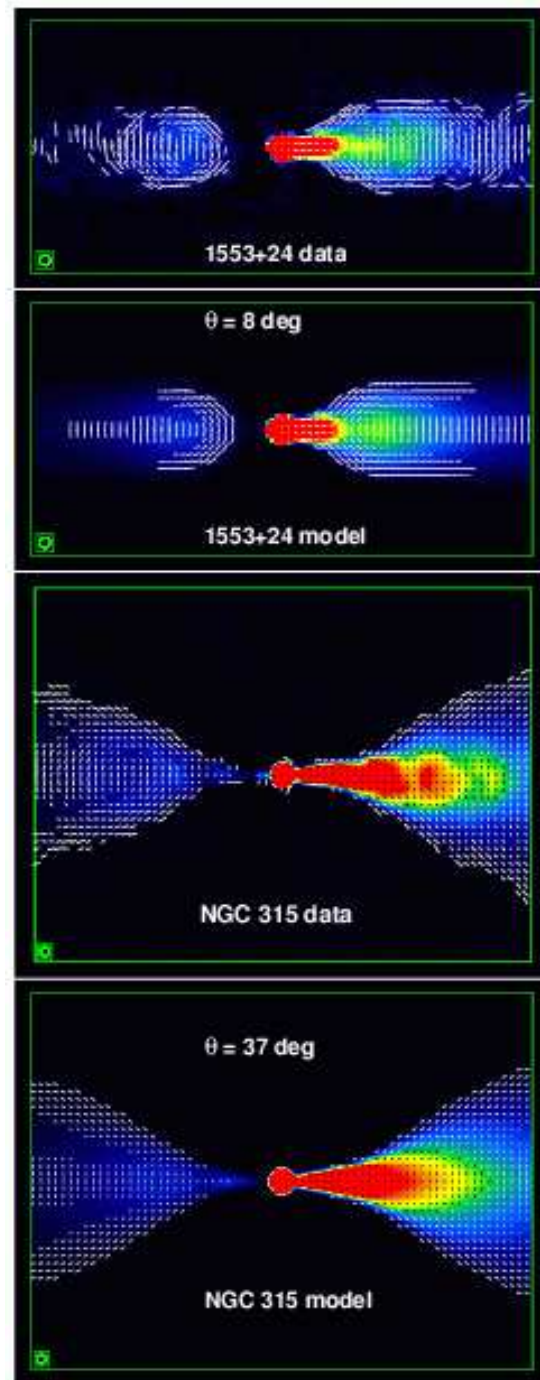 1553+24 data
θ = 8 deg
1553+24 model
NGC 315 data
θ = 37 deg
NGC 315 model